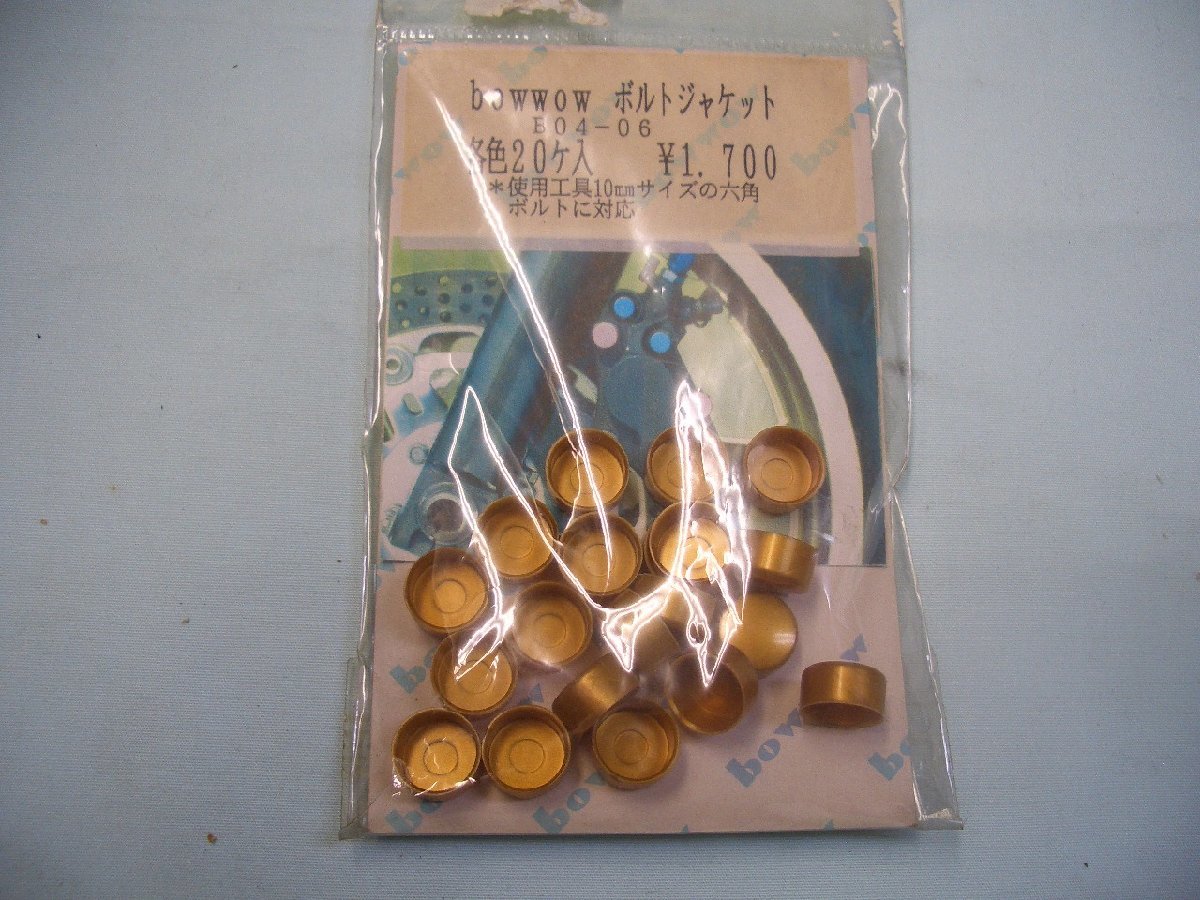 bowwow ボルトジャケット
B04-06
各色20ケ入 ¥1.700
*使用工具10mmサイズの六角
ボルトに対応
bowwow
bowwow